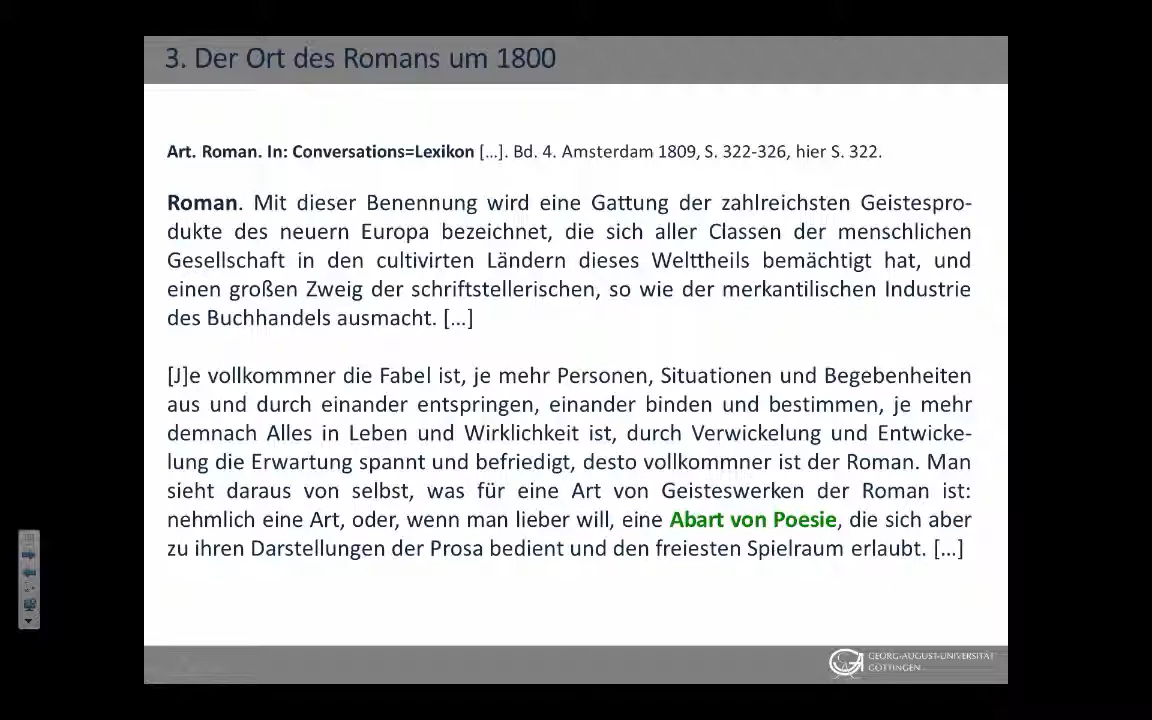 3. Der Ort des Romans um 1800
Art. Roman. In: Conversations=Lexikon [...]. Bd. 4. Amsterdam 1809, S. 322-326, hier S. 322.
Roman. Mit dieser Benennung wird eine Gattung der zahlreichsten Geistespro-
dukte des neuern Europa bezeichnet, die sich aller Classen der menschlichen
Gesellschaft in den cultivirten Ländern dieses Welttheils bemächtigt hat, und
einen großen Zweig der schriftstellerischen, so wie der merkantilischen Industrie
des Buchhandels ausmacht. [...]
[J]e vollkommner die Fabel ist, je mehr Personen, Situationen und Begebenheiten
aus und durch einander entspringen, einander binden und bestimmen, je mehr
demnach Alles in Leben und Wirklichkeit ist, durch Verwickelung und Entwicke-
lung die Erwartung spannt und befriedigt, desto vollkommner ist der Roman. Man
sieht daraus von selbst, was für eine Art von Geisteswerken der Roman ist:
nehmlich eine Art, oder, wenn man lieber will, eine Abart von Poesie, die sich aber
zu ihren Darstellungen der Prosa bedient und den freiesten Spielraum erlaubt. [...]
GEORG-AUGUST-UNIVERSITÄT
GÖTTINGEN